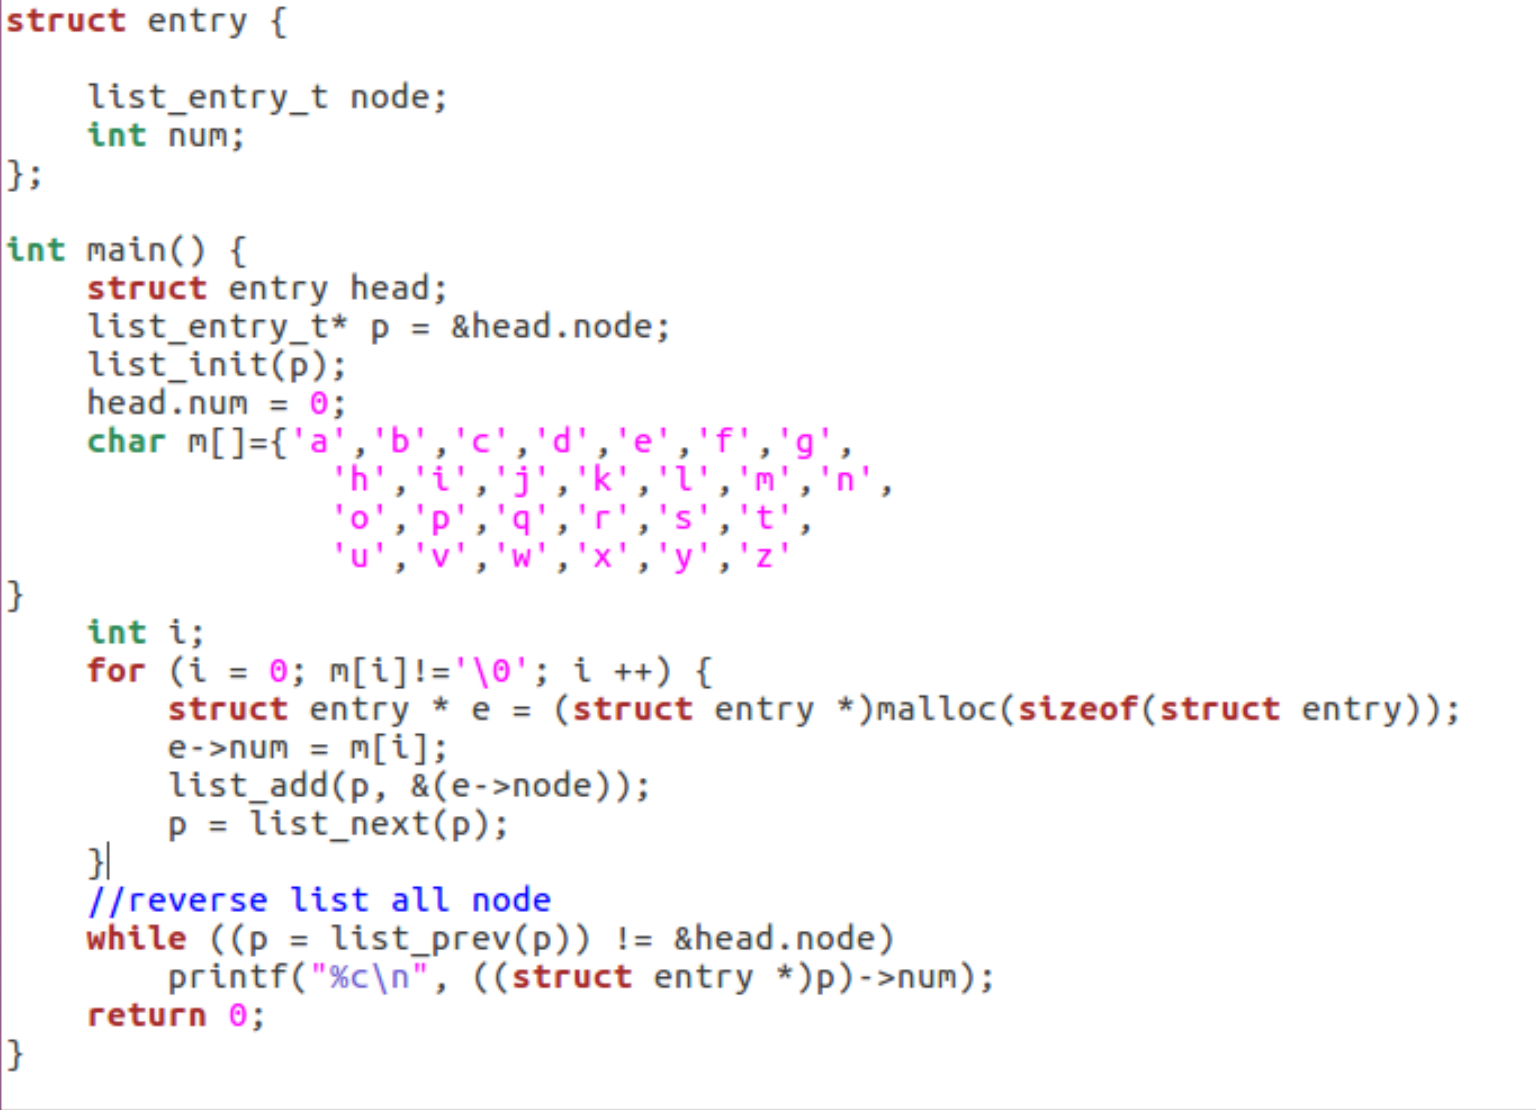 struct entry {
    list_entry_t node;
    int num;
};
int main() {
    struct entry head;
    list_entry_t* p = &head.node;
    list_init(p);
    head.num = 0;
    char m[]={'a','b','c','d','e','f','g',
                'h','i','j','k','l','m','n',
                'o','p','q','r','s','t',
                'u','v','w','x','y','z'
}
    int i;
    for (i = 0; m[i]!='\0'; i ++) {
        struct entry * e = (struct entry *)malloc(sizeof(struct entry));
        e->num = m[i];
        list_add(p, &(e->node));
        p = list_next(p);
    }
    //reverse list all node
    while ((p = list_prev(p)) != &head.node)
        printf("%c\n", ((struct entry *)p)->num);
    return 0;
}